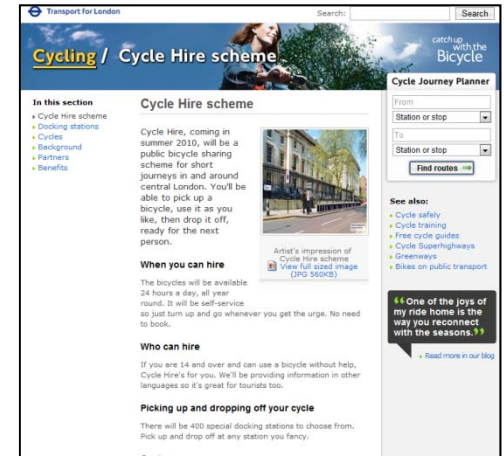 Transport for London
Search:
Search
Cycling / Cycle Hire scheme
catch up
with the
Bicycle
In this section
Cycle Hire scheme
Docking stations
Cycles
Background
Partners
Benefits
Cycle Hire scheme
Cycle Hire, coming in
summer 2010, will be a
public bicycle sharing
scheme for short
journeys in and around
central London. You'll be
able to pick up a
bicycle, use it as you
like, then drop it off,
ready for the next
person.
Artist's impression of
Cycle Hire scheme
View full sized image
(JPG 560KB)
When you can hire
The bicycles will be available
24 hours a day, all year
round. It will be self-service
so just turn up and go whenever you get the urge. No need
to book.
Who can hire
If you are 14 and over and can use a bicycle without help,
Cycle Hire's for you. We'll be providing information in other
languages so it's great for tourists too.
Picking up and dropping off your cycle
There will be 400 special docking stations to choose from.
Pick up and drop off at any station you fancy.
Cycle Journey Planner
From
Station or stop
To
Station or stop
Find routes
See also:
Cycle safely
Cycle training
Free cycle guides
Cycle Superhighways
Greenways
Bikes on public transport
“One of the joys of
my ride home is the
way you reconnect
with the seasons.”
Read more in our blog